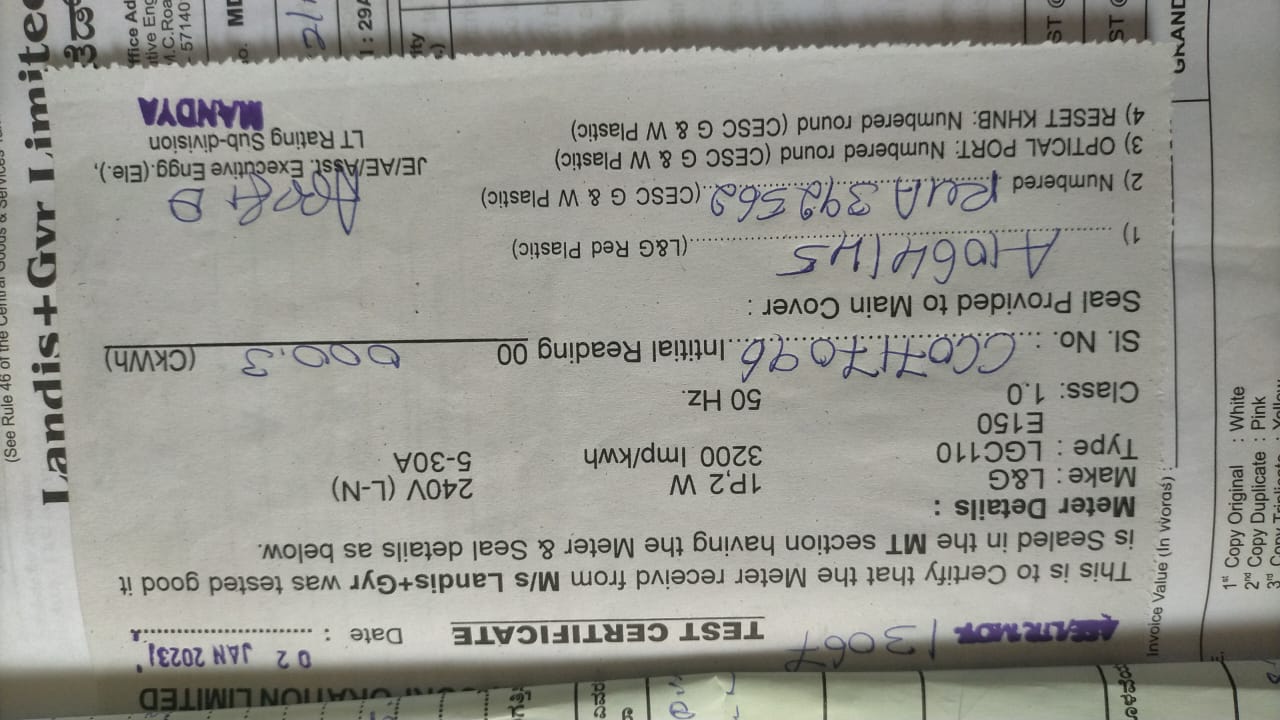 TEST CERTIFICATE
13067
Date : 02 JAN 2023
This is to Certify that the Meter receivrd from M/s Landis+Gyr was tested good it
is Sealed in the MT section having the Meter & Seal details as below.
Meter Details :
Make : L&G 1P,2 W 240V (L-N)
Type : LGC110 3200 Imp/kwh 5-30A
E150
Class: 1.0 50 Hz.
Sl. No. : CC0717096 Intitial Reading 00 000.3 (CkWh)
Seal Provided to Main Cover :
1) A1064145 (L&G Red Plastic)
2) Numbered 392562 (CESC G & W Plastic)
3) OPTICAL PORT: Numbered round (CESC G & W Plastic)
4) RESET KHNB: Numbered round (CESC G & W Plastic)
JE/AE/Asst. Executive Engg.(Ele.),
LT Rating Sub-division
MANDYA
ORATION LIMITED
Landis+Gyr Limited
(See Rule 46 of the Central Goods & Services
Invoice Value (In Words) :
1st Copy Original : White
2nd Copy Duplicate : Pink
GRAND